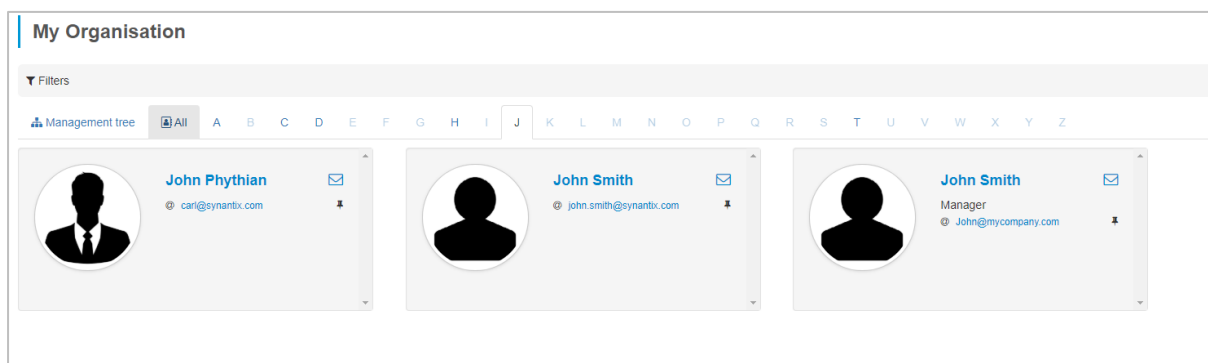 My Organisation
Filters
Management tree All A B C D E F G H I J K L M N O P Q R S T U V W X Y Z
John Phythian
@ carl@synantix.com
John Smith
@ john.smith@synantix.com
John Smith
Manager
@ John@mycompany.com